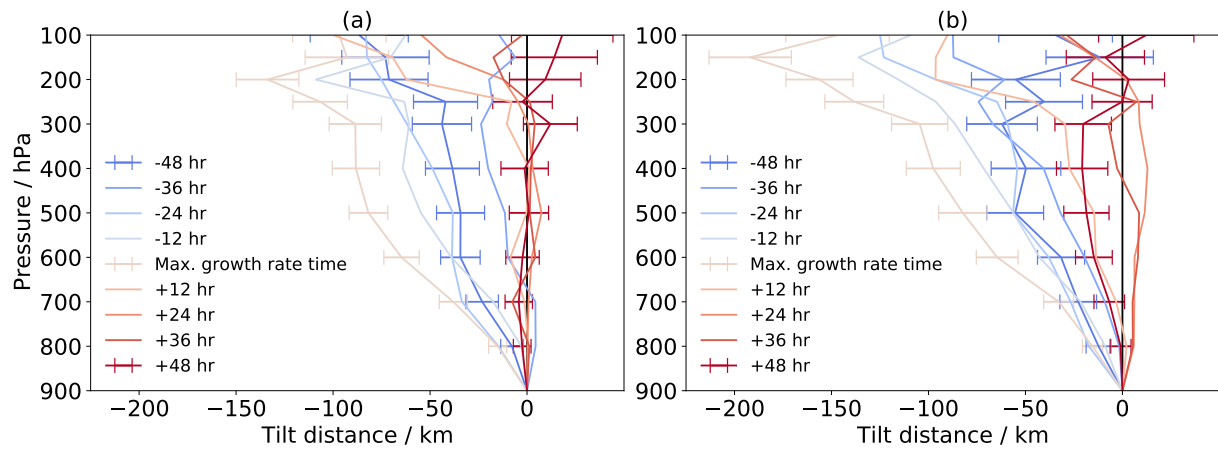 (a)
100
200
300
400
500
600
700
800
900
Pressure / hPa
-48 hr
-36 hr
-24 hr
-12 hr
Max. growth rate time
+12 hr
+24 hr
+36 hr
+48 hr
−200
−150
−100
−50
0
Tilt distance / km
(b)
100
200
300
400
500
600
700
800
900
-48 hr
-36 hr
-24 hr
-12 hr
Max. growth rate time
+12 hr
+24 hr
+36 hr
+48 hr
−200
−150
−100
−50
0
Tilt distance / km